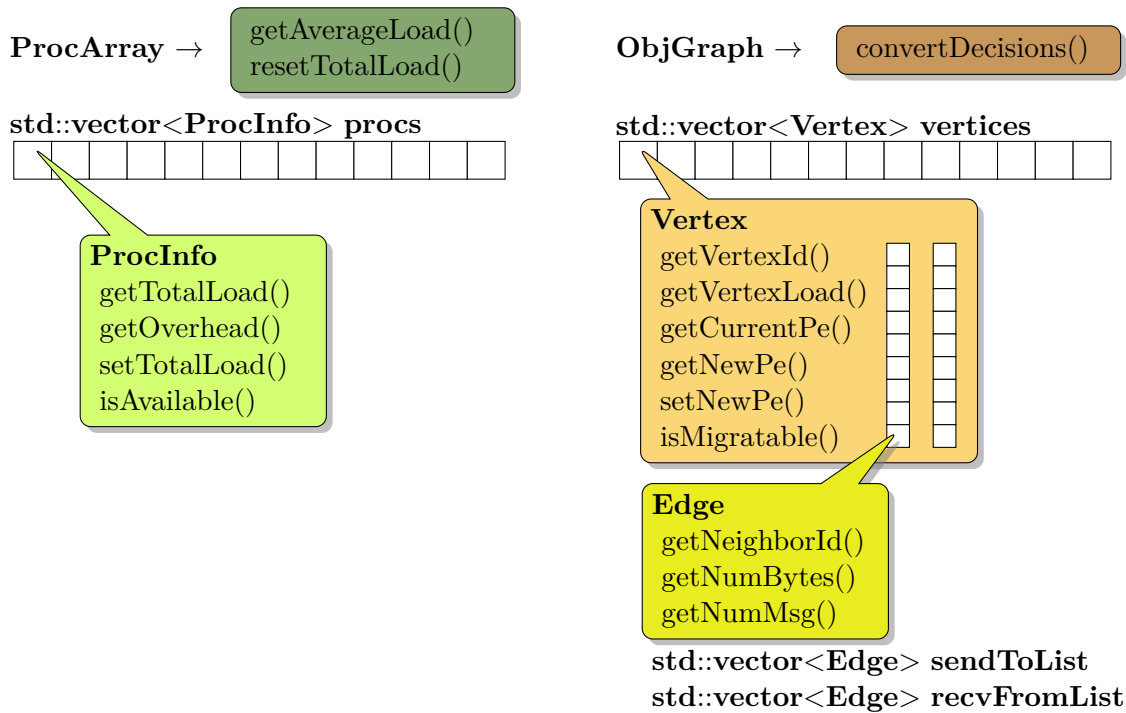 ProcArray →
getAverageLoad()
resetTotalLoad()
std::vector<ProcInfo> procs
ProcInfo
getTotalLoad()
getOverhead()
setTotalLoad()
isAvailable()
ObjGraph →
convertDecisions()
std::vector<Vertex> vertices
Vertex
getVertexId()
getVertexLoad()
getCurrentPe()
getNewPe()
setNewPe()
isMigratable()
Edge
getNeighborId()
getNumBytes()
getNumMsg()
std::vector<Edge> sendToList
std::vector<Edge> recvFromList